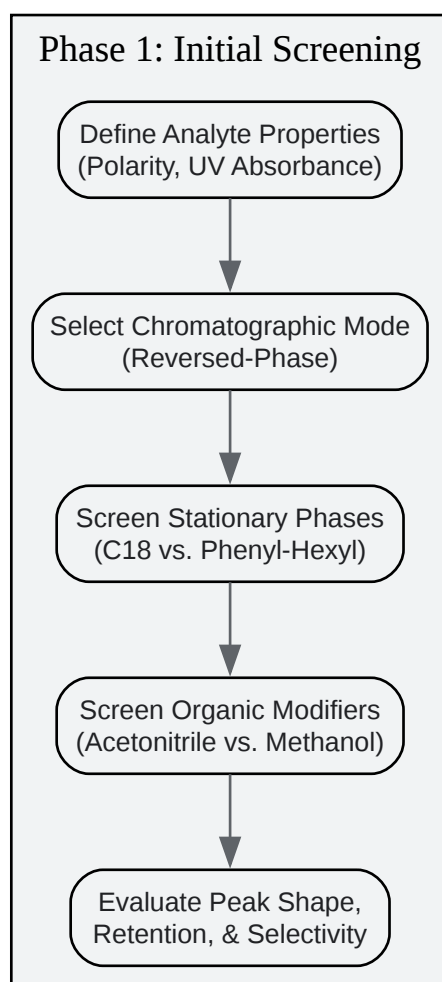 Phase 1: Initial Screening
Define Analyte Properties
(Polarity, UV Absorbance)
Select Chromatographic Mode
(Reversed-Phase)
Screen Stationary Phases
(C18 vs. Phenyl-Hexyl)
Screen Organic Modifiers
(Acetonitrile vs. Methanol)
Evaluate Peak Shape,
Retention, & Selectivity